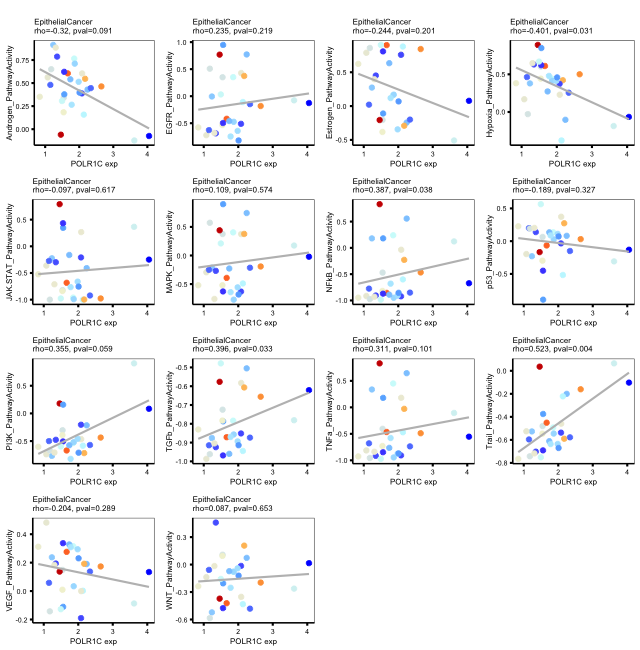 EpithelialCancer
rho=-0.32, pval=0.091
Androgen_PathwayActivity
0.75
0.50
0.25
0.00
1
2
3
4
POLR1C exp
EpithelialCancer
rho=0.235, pval=0.219
EGFR_PathwayActivity
1.0
0.5
0.0
-0.5
1
2
3
4
POLR1C exp
EpithelialCancer
rho=-0.244, pval=0.201
Estrogen_PathwayActivity
0.5
0.0
-0.5
1
2
3
4
POLR1C exp
EpithelialCancer
rho=-0.401, pval=0.031
Hypoxia_PathwayActivity
0.5
0.0
1
2
3
4
POLR1C exp
EpithelialCancer
rho=-0.097, pval=0.617
JAK-STAT_PathwayActivity
0.5
0.0
-0.5
-1.0
1
2
3
4
POLR1C exp
EpithelialCancer
rho=0.109, pval=0.574
MAPK_PathwayActivity
0.5
0.0
-0.5
1
2
3
4
POLR1C exp
EpithelialCancer
rho=0.387, pval=0.038
NFkB_PathwayActivity
0.5
0.0
-0.5
-1.0
1
2
3
4
POLR1C exp
EpithelialCancer
rho=-0.189, pval=0.327
p53_PathwayActivity
0.5
0.0
-0.5
1
2
3
4
POLR1C exp
EpithelialCancer
rho=0.355, pval=0.059
PI3K_PathwayActivity
0.5
0.0
-0.5
1
2
3
4
POLR1C exp
EpithelialCancer
rho=0.396, pval=0.033
TGFb_PathwayActivity
-0.5
-0.6
-0.7
-0.8
-0.9
-1.0
1
2
3
4
POLR1C exp
EpithelialCancer
rho=0.311, pval=0.101
TNFa_PathwayActivity
0.5
0.0
-0.5
-1.0
1
2
3
4
POLR1C exp
EpithelialCancer
rho=0.523, pval=0.004
Trail_PathwayActivity
0.0
-0.2
-0.4
-0.6
-0.8
1
2
3
4
POLR1C exp
EpithelialCancer
rho=-0.204, pval=0.289
VEGF_PathwayActivity
0.4
0.2
0.0
-0.2
1
2
3
4
POLR1C exp
EpithelialCancer
rho=0.087, pval=0.653
WNT_PathwayActivity
0.3
0.0
-0.3
-0.6
1
2
3
4
POLR1C exp